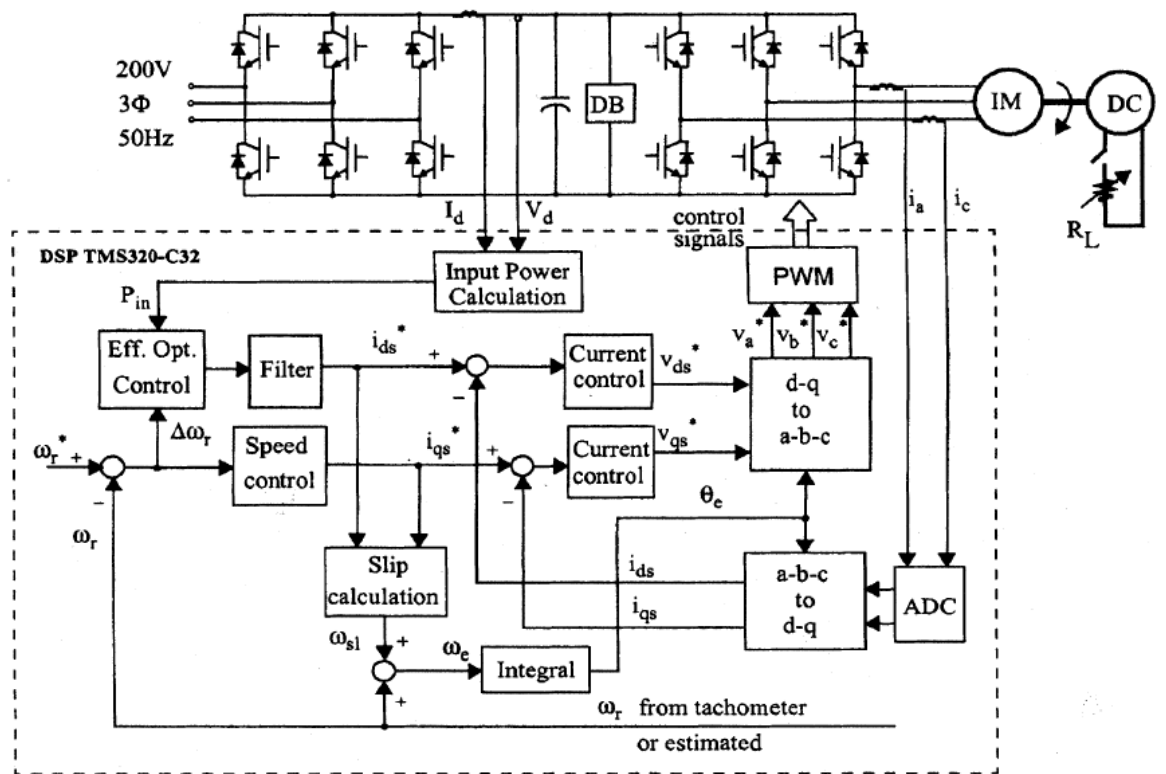 200V
3Φ
50Hz
DB
IM
DC
I_d
V_d
control
signals
i_a
i_c
R_L
DSP TMS320-C32
Input Power
Calculation
PWM
P_in
v_a*
v_b*
v_c*
Eff. Opt.
Control
Filter
i_ds*
+
−
Current
control
v_ds*
d-q
to
a-b-c
Δω_r
ω_r*
+
−
Speed
control
i_qs*
+
−
Current
control
v_qs*
θ_e
ω_r
Slip
calculation
i_ds
i_qs
a-b-c
to
d-q
ADC
ω_sl
+
ω_e
Integral
+
ω_r from tachometer
or estimated